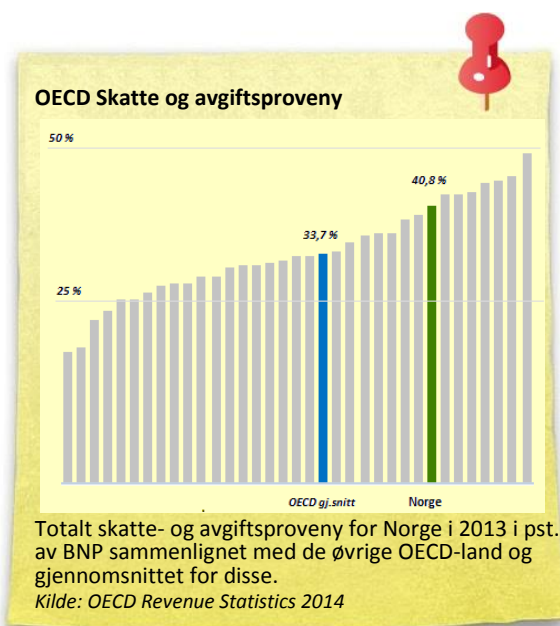 OECD Skatte og avgiftsproveny
50 %
40,8 %
33,7 %
25 %
OECD gj.snitt
Norge
Totalt skatte- og avgiftsproveny for Norge i 2013 i pst.
av BNP sammenlignet med de øvrige OECD-land og
gjennomsnittet for disse.
Kilde: OECD Revenue Statistics 2014